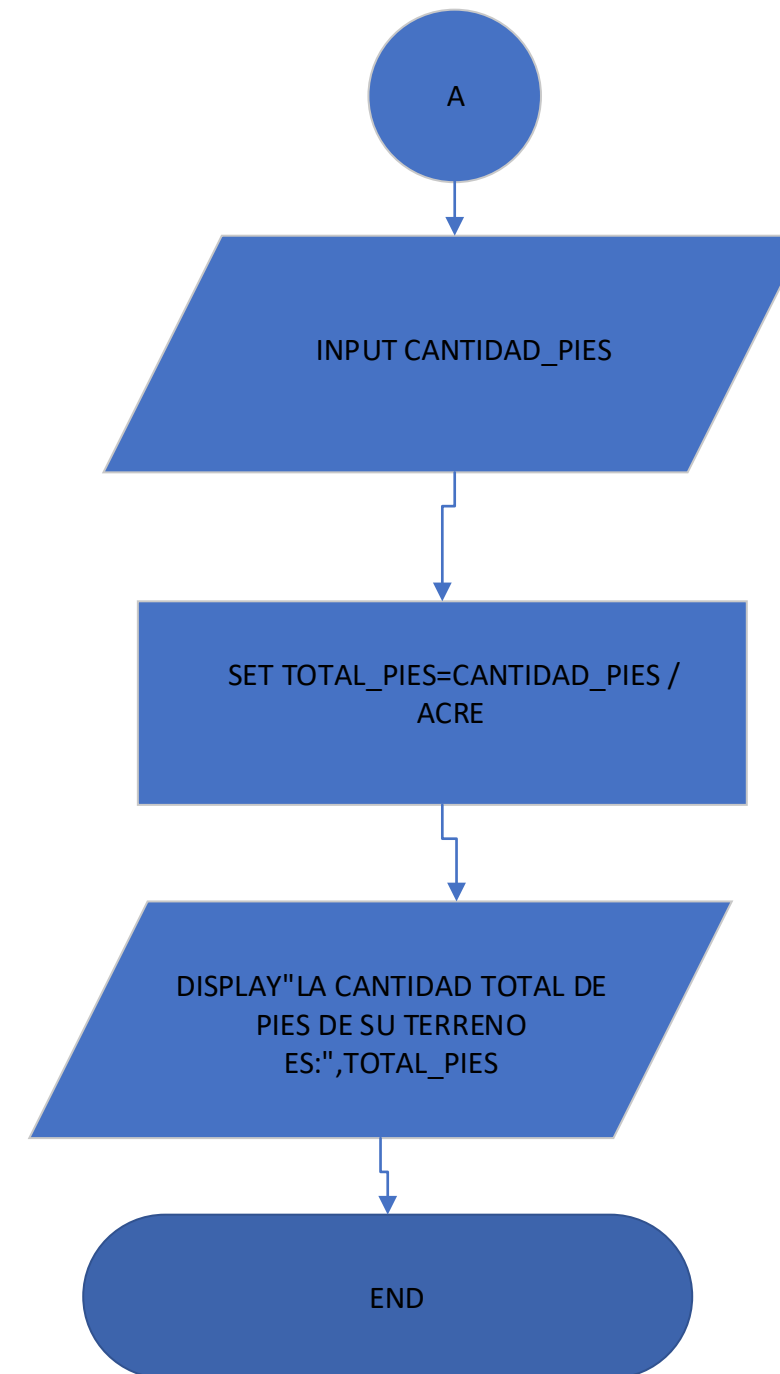 A
INPUT CANTIDAD_PIES
SET TOTAL_PIES=CANTIDAD_PIES /
ACRE
DISPLAY"LA CANTIDAD TOTAL DE
PIES DE SU TERRENO
ES:",TOTAL_PIES
END